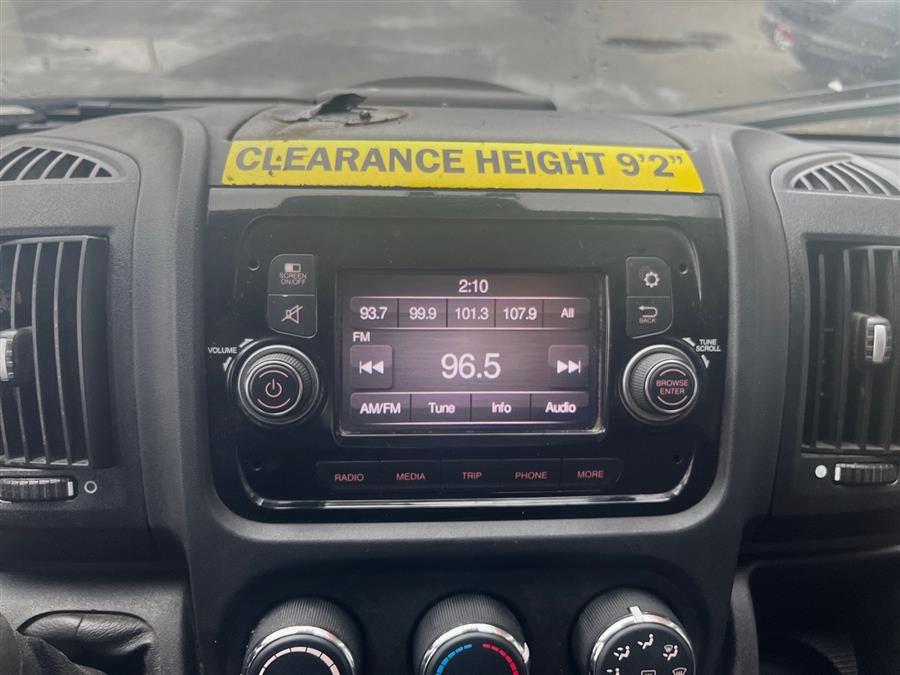 CLEARANCE HEIGHT 9'2"
SCREEN
ON/OFF
2:10
93.7 99.9 101.3 107.9 All
FM
96.5
AM/FM Tune Info Audio
VOLUME
BACK
TUNE
SCROLL
BROWSE
ENTER
RADIO MEDIA TRIP PHONE MORE